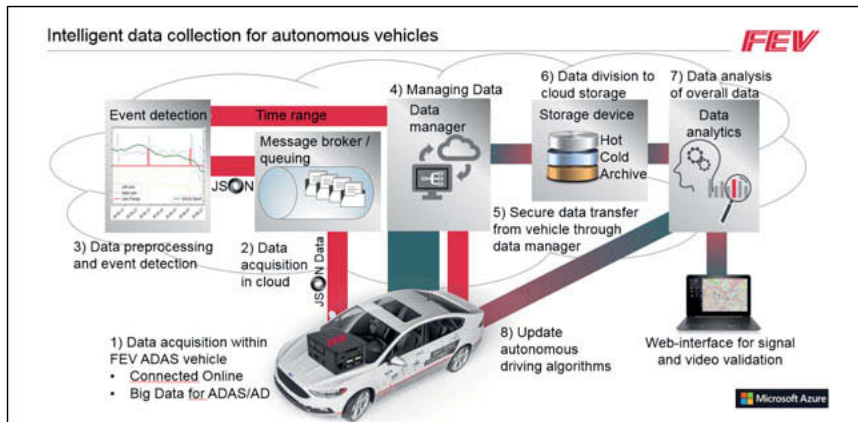 Intelligent data collection for autonomous vehicles
FEV
Event detection
Time range
4) Managing Data
Data
manager
6) Data division to
cloud storage
Storage device
Hot
Cold
Archive
7) Data analysis
of overall data
Data
analytics
Message broker /
queuing
JSON
3) Data preprocessing
and event detection
2) Data
acquisition
in cloud
JSON Data
5) Secure data transfer
from vehicle through
data manager
1) Data acquisition within
FEV ADAS vehicle
• Connected Online
• Big Data for ADAS/AD
FEV
8) Update
autonomous
driving algorithms
Web-interface for signal
and video validation
Microsoft Azure